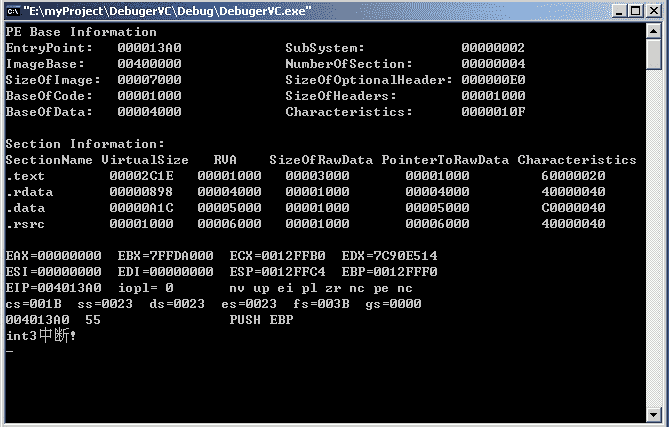 "E:\myProject\DebugerVC\Debug\DebugerVC.exe"
PE Base Information
EntryPoint: 000013A0 SubSystem: 00000002
ImageBase: 00400000 NumberOfSection: 00000004
SizeOfImage: 00007000 SizeOfOptionalHeader: 000000E0
BaseOfCode: 00001000 SizeOfHeaders: 00001000
BaseOfData: 00004000 Characteristics: 0000010F
Section Information:
SectionName VirtualSize RVA SizeOfRawData PointerToRawData Characteristics
.text 00002C1E 00001000 00003000 00001000 60000020
.rdata 00000898 00004000 00001000 00004000 40000040
.data 00000A1C 00005000 00001000 00005000 C0000040
.rsrc 00001000 00006000 00001000 00006000 40000040
EAX=00000000 EBX=7FFDA000 ECX=0012FFB0 EDX=7C90E514
ESI=00000000 EDI=00000000 ESP=0012FFC4 EBP=0012FFF0
EIP=004013A0 iopl= 0 nv up ei pl zr nc pe nc
cs=001B ss=0023 ds=0023 es=0023 fs=003B gs=0000
004013A0 55 PUSH EBP
int3中断!
_